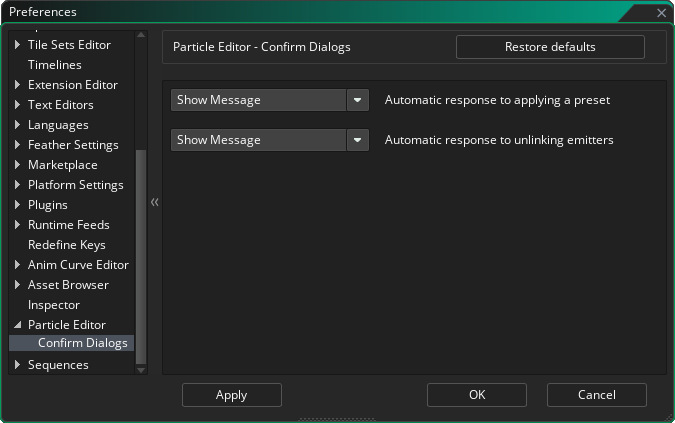 Preferences
Tile Sets Editor
Timelines
Extension Editor
Text Editors
Languages
Feather Settings
Marketplace
Platform Settings
Plugins
Runtime Feeds
Redefine Keys
Anim Curve Editor
Asset Browser
Inspector
Particle Editor
Confirm Dialogs
Sequences
Particle Editor - Confirm Dialogs
Restore defaults
Show Message
Automatic response to applying a preset
Show Message
Automatic response to unlinking emitters
Apply
OK
Cancel